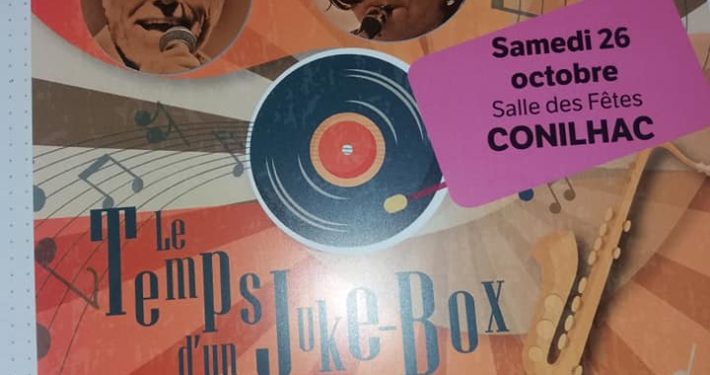 Samedi 26
octobre
Salle des Fêtes
CONILHAC
Le
Temps
d'un Juke-Box